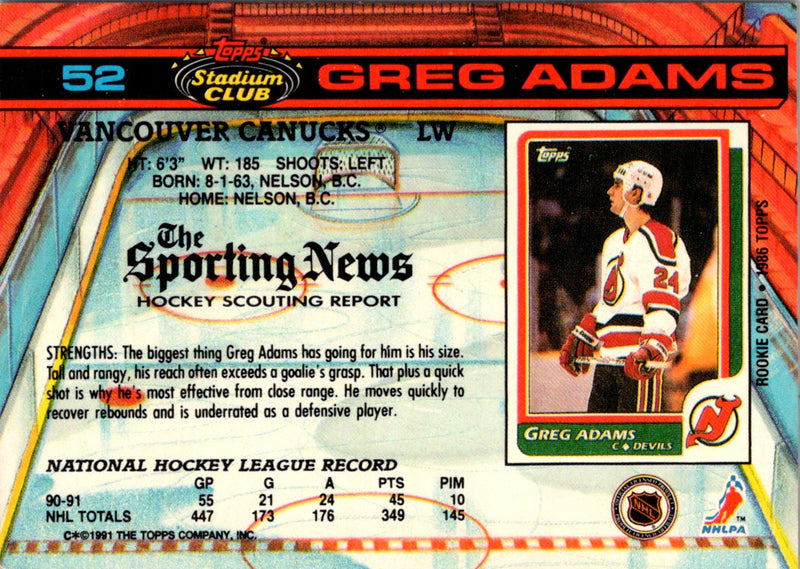 52
Topps
Stadium
CLUB
GREG ADAMS
VANCOUVER CANUCKS® LW
HT: 6'3" WT: 185 SHOOTS: LEFT
BORN: 8-1-63, NELSON, B.C.
HOME: NELSON, B.C.
The
Sporting News
HOCKEY SCOUTING REPORT
STRENGTHS: The biggest thing Greg Adams has going for him is his size.
Tall and rangy, his reach often exceeds a goalie's grasp. That plus a quick
shot is why he's most effective from close range. He moves quickly to
recover rebounds and is underrated as a defensive player.
Topps
24
GREG ADAMS
C ◆ DEVILS
NJ
ROOKIE CARD • 1986 TOPPS
NATIONAL HOCKEY LEAGUE RECORD
GP G A PTS PIM
90-91 55 21 24 45 10
NHL TOTALS 447 173 176 349 145
C*©1991 THE TOPPS COMPANY, INC.
NHL
NHLPA ™